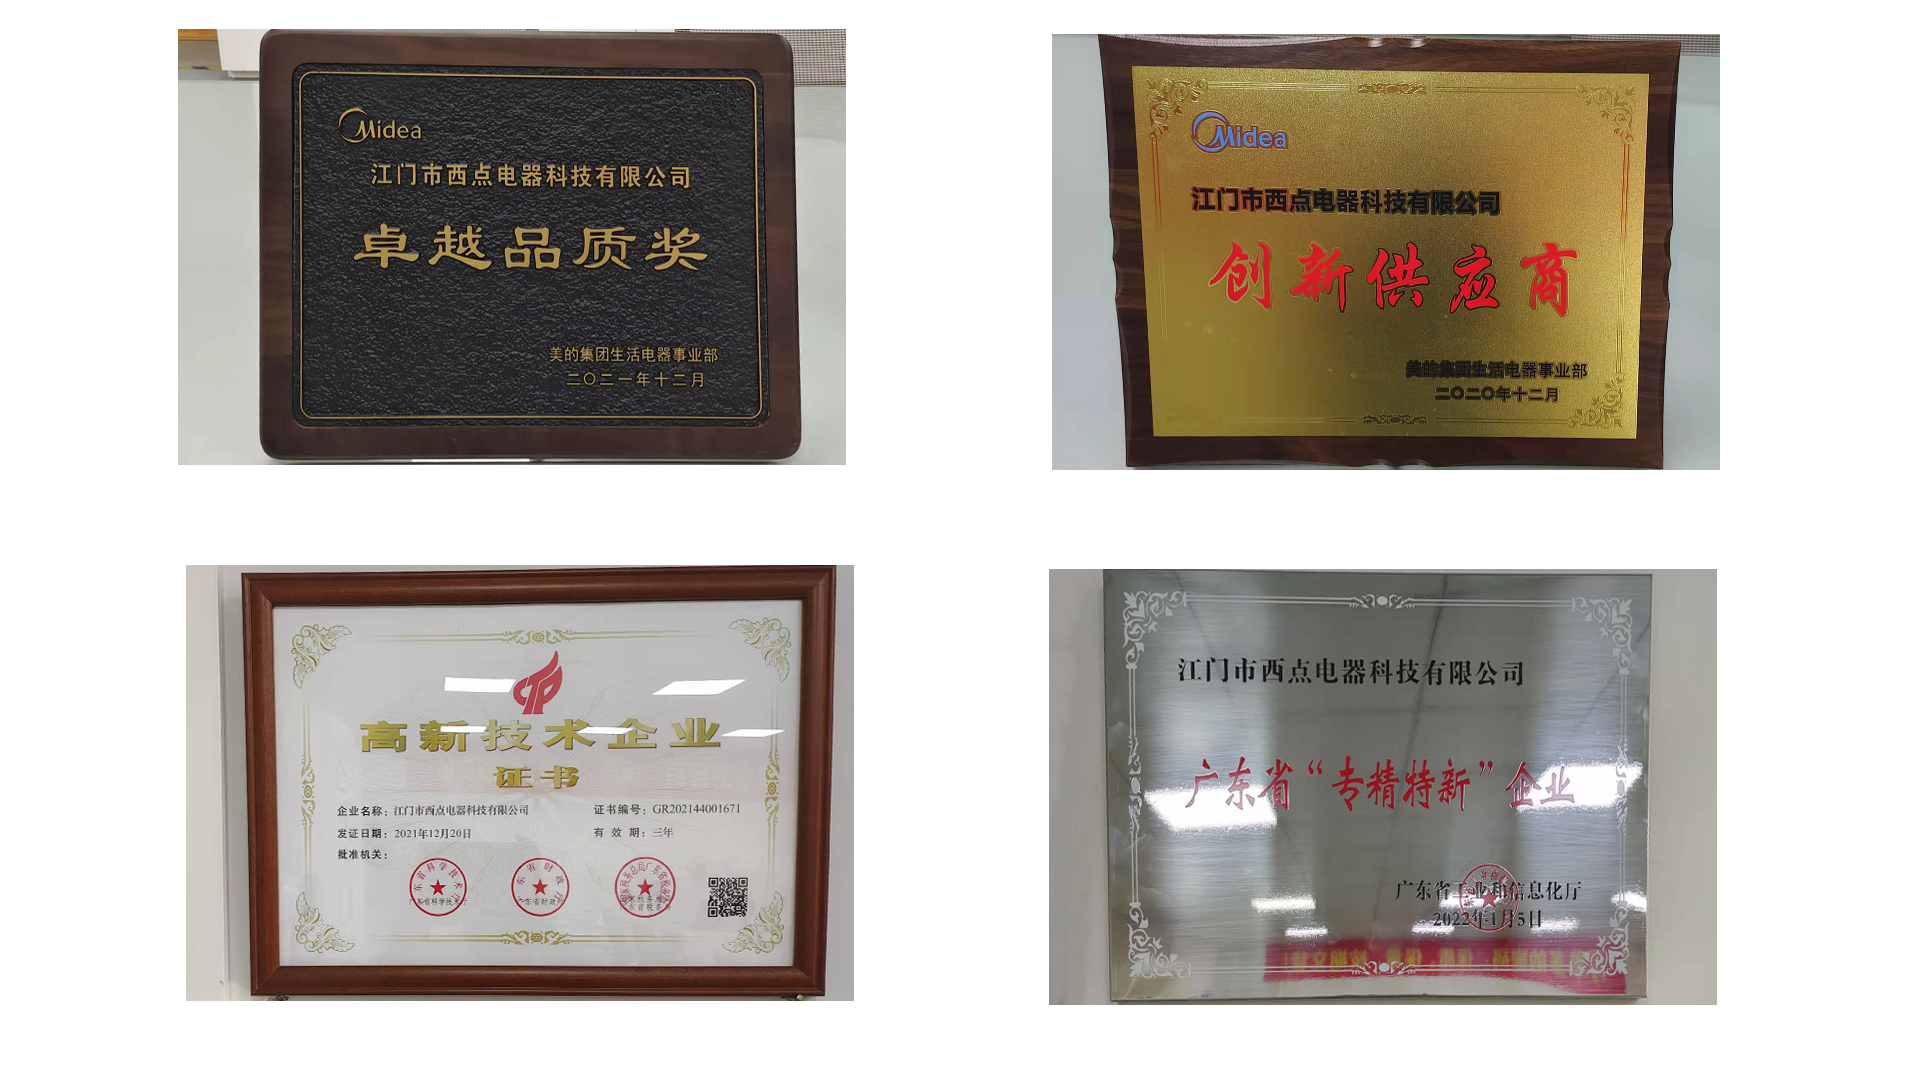 Midea
江门市西点电器科技有限公司
卓越品质奖
美的集团生活电器事业部
二〇二一年十二月
Midea
江门市西点电器科技有限公司
创新供应商
美的集团生活电器事业部
二〇二〇年十二月
高新技术企业
证书
企业名称：江门市西点电器科技有限公司
证书编号：GR202144001671
发证日期：2021年12月20日
有效期：三年
批准机关：
江门市西点电器科技有限公司
广东省“专精特新”企业
广东省工业和信息化厅
2022年1月5日